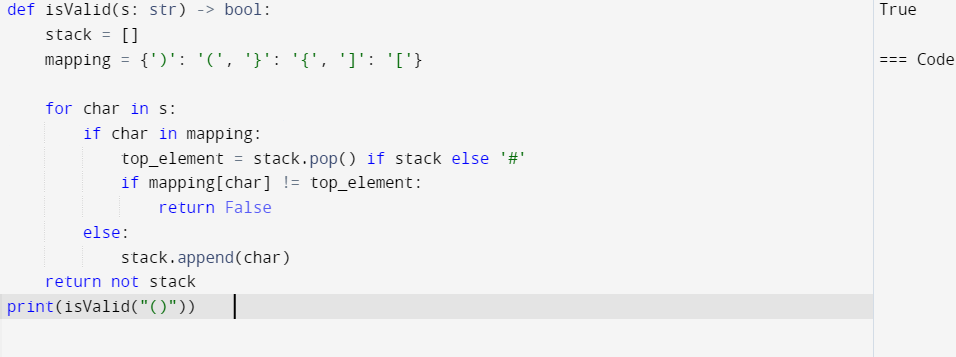 def isValid(s: str) -> bool:
    stack = []
    mapping = {')': '(', '}': '{', ']': '['}

    for char in s:
        if char in mapping:
            top_element = stack.pop() if stack else '#'
            if mapping[char] != top_element:
                return False
        else:
            stack.append(char)
    return not stack
print(isValid("()"))
True
=== Code